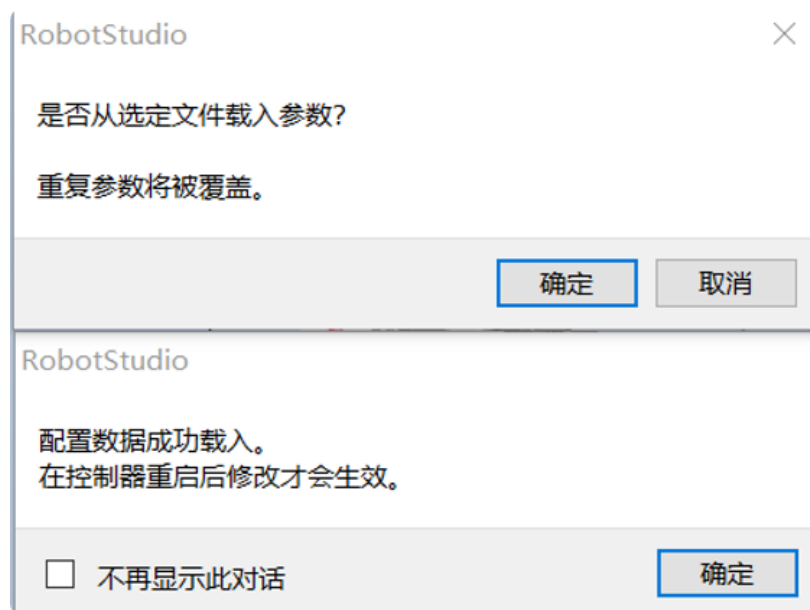 RobotStudio
是否从选定文件载入参数?
重复参数将被覆盖。
确定
取消
RobotStudio
配置数据成功载入。
在控制器重启后修改才会生效。
不再显示此对话
确定